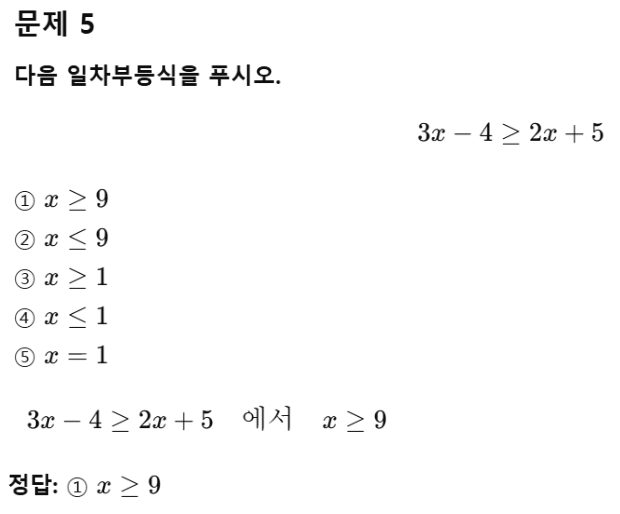 문제 5
다음 일차부등식을 푸시오.
3x − 4 ≥ 2x + 5
① x ≥ 9
② x ≤ 9
③ x ≥ 1
④ x ≤ 1
⑤ x = 1
3x − 4 ≥ 2x + 5 에서 x ≥ 9
정답: ① x ≥ 9